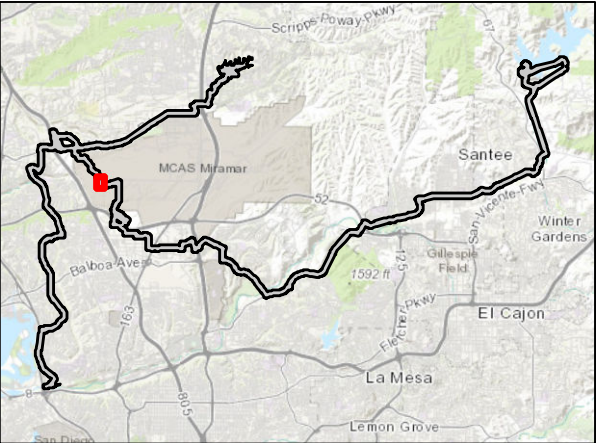 Scripps Poway Pkwy
67
MCAS Miramar
Santee
52
San Vicente Fwy
Winter
Gardens
Balboa Ave
125
Gillespie
Field
1592 ft
163
El Cajon
Fletcher Pkwy
La Mesa
8
805
Lemon Grove
San Diego